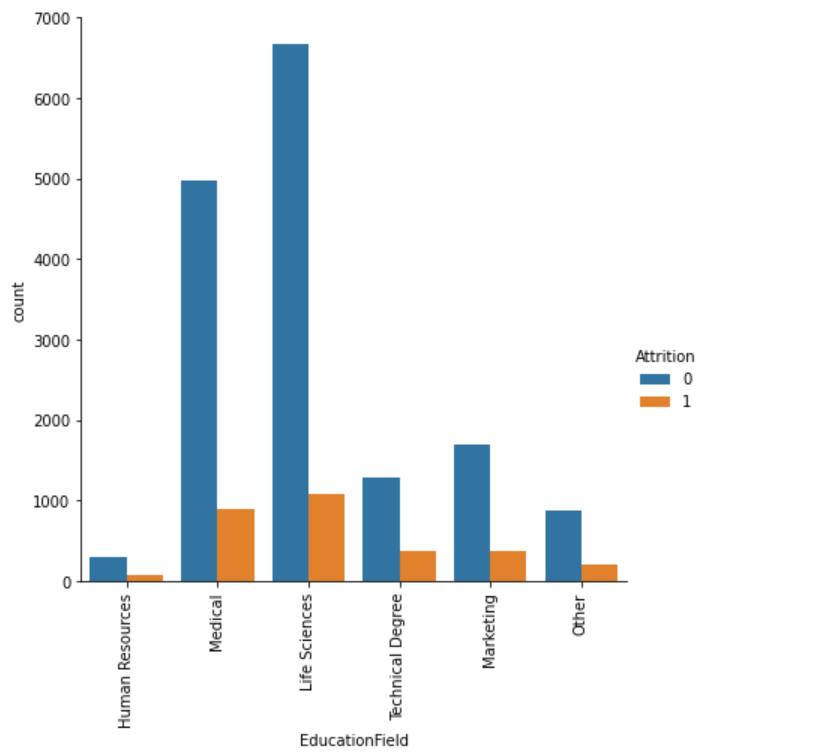 7000
6000
5000
4000
3000
2000
1000
0
count
Human Resources
Medical
Life Sciences
Technical Degree
Marketing
Other
EducationField
Attrition
0
1